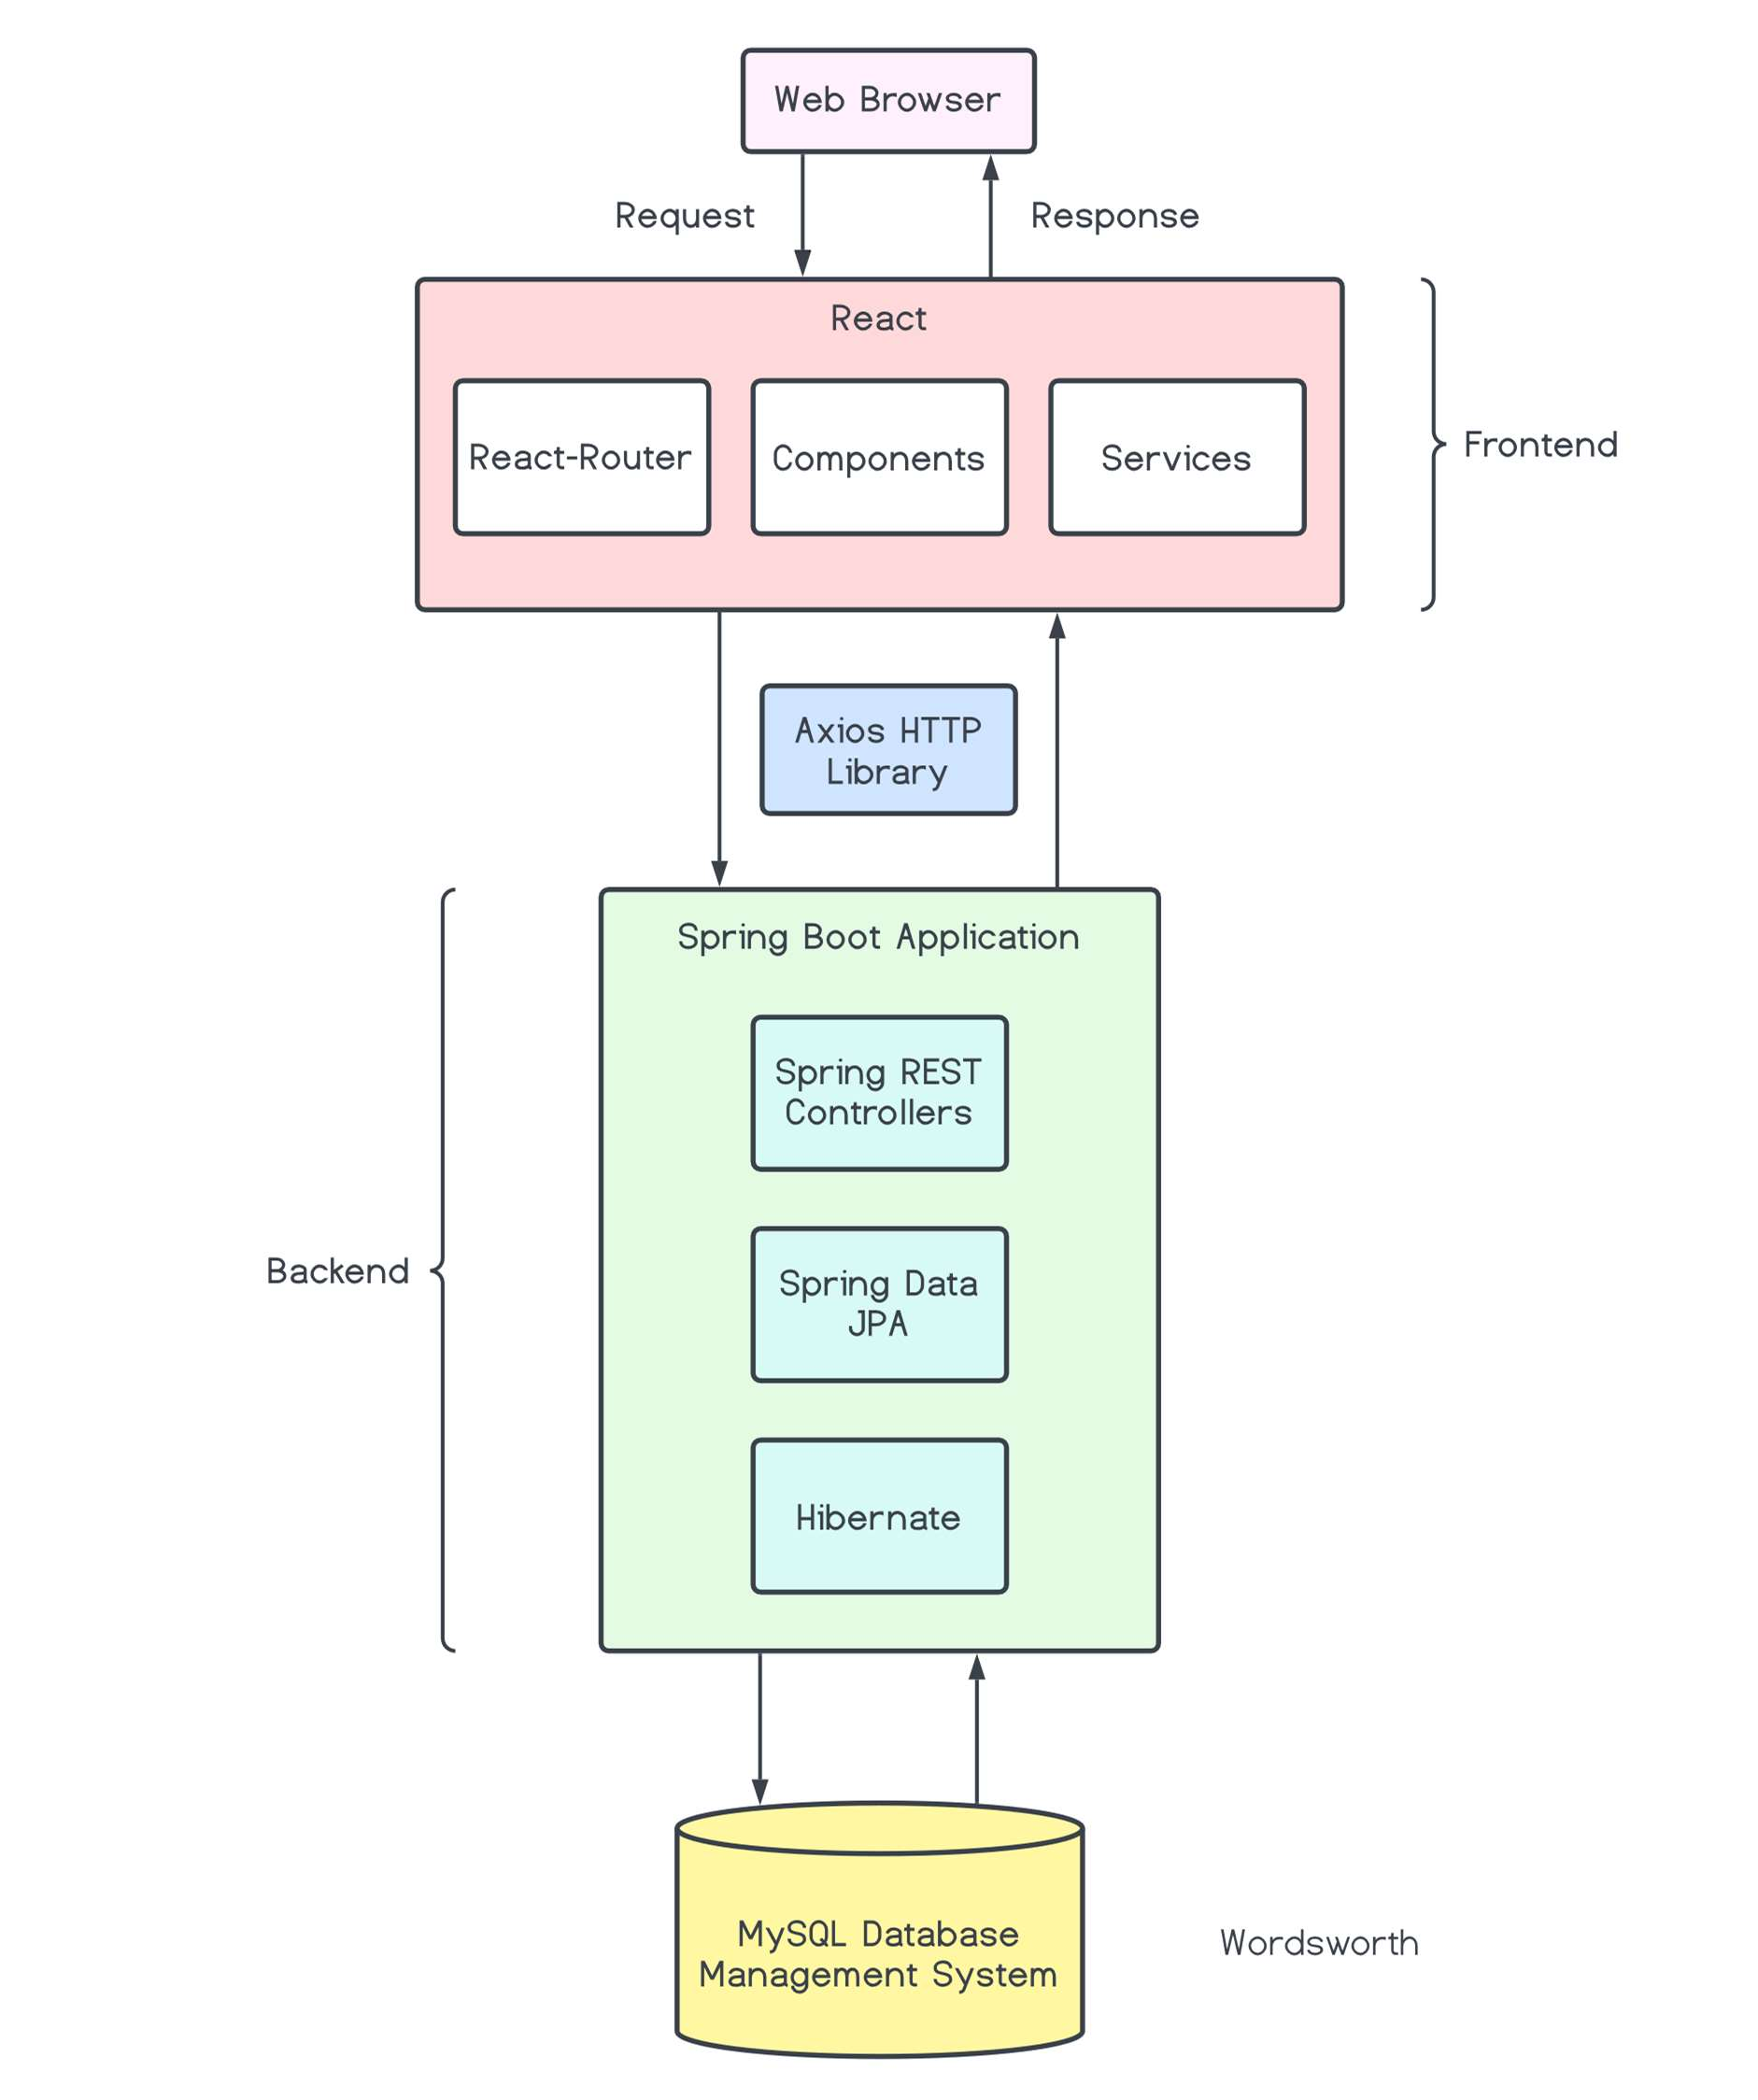 Web Browser
Request
Response
React
React-Router
Components
Services
Frontend
Axios HTTP
Library
Spring Boot Application
Spring REST
Controllers
Backend
Spring Data
JPA
Hibernate
MySQL Database
Management System
Wordsworth